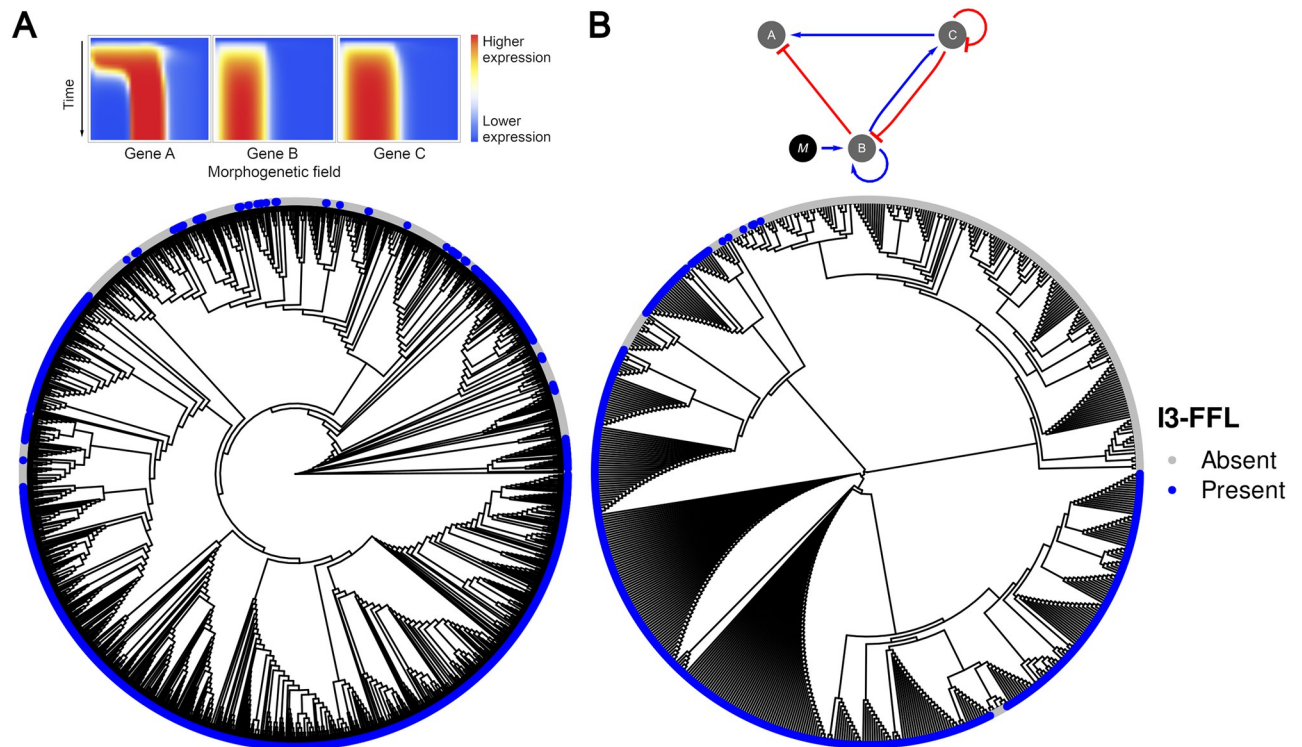 A
B
Time
Higher
expression
Lower
expression
Gene A
Gene B
Gene C
Morphogenetic field
A
C
M
B
I3-FFL
Absent
Present